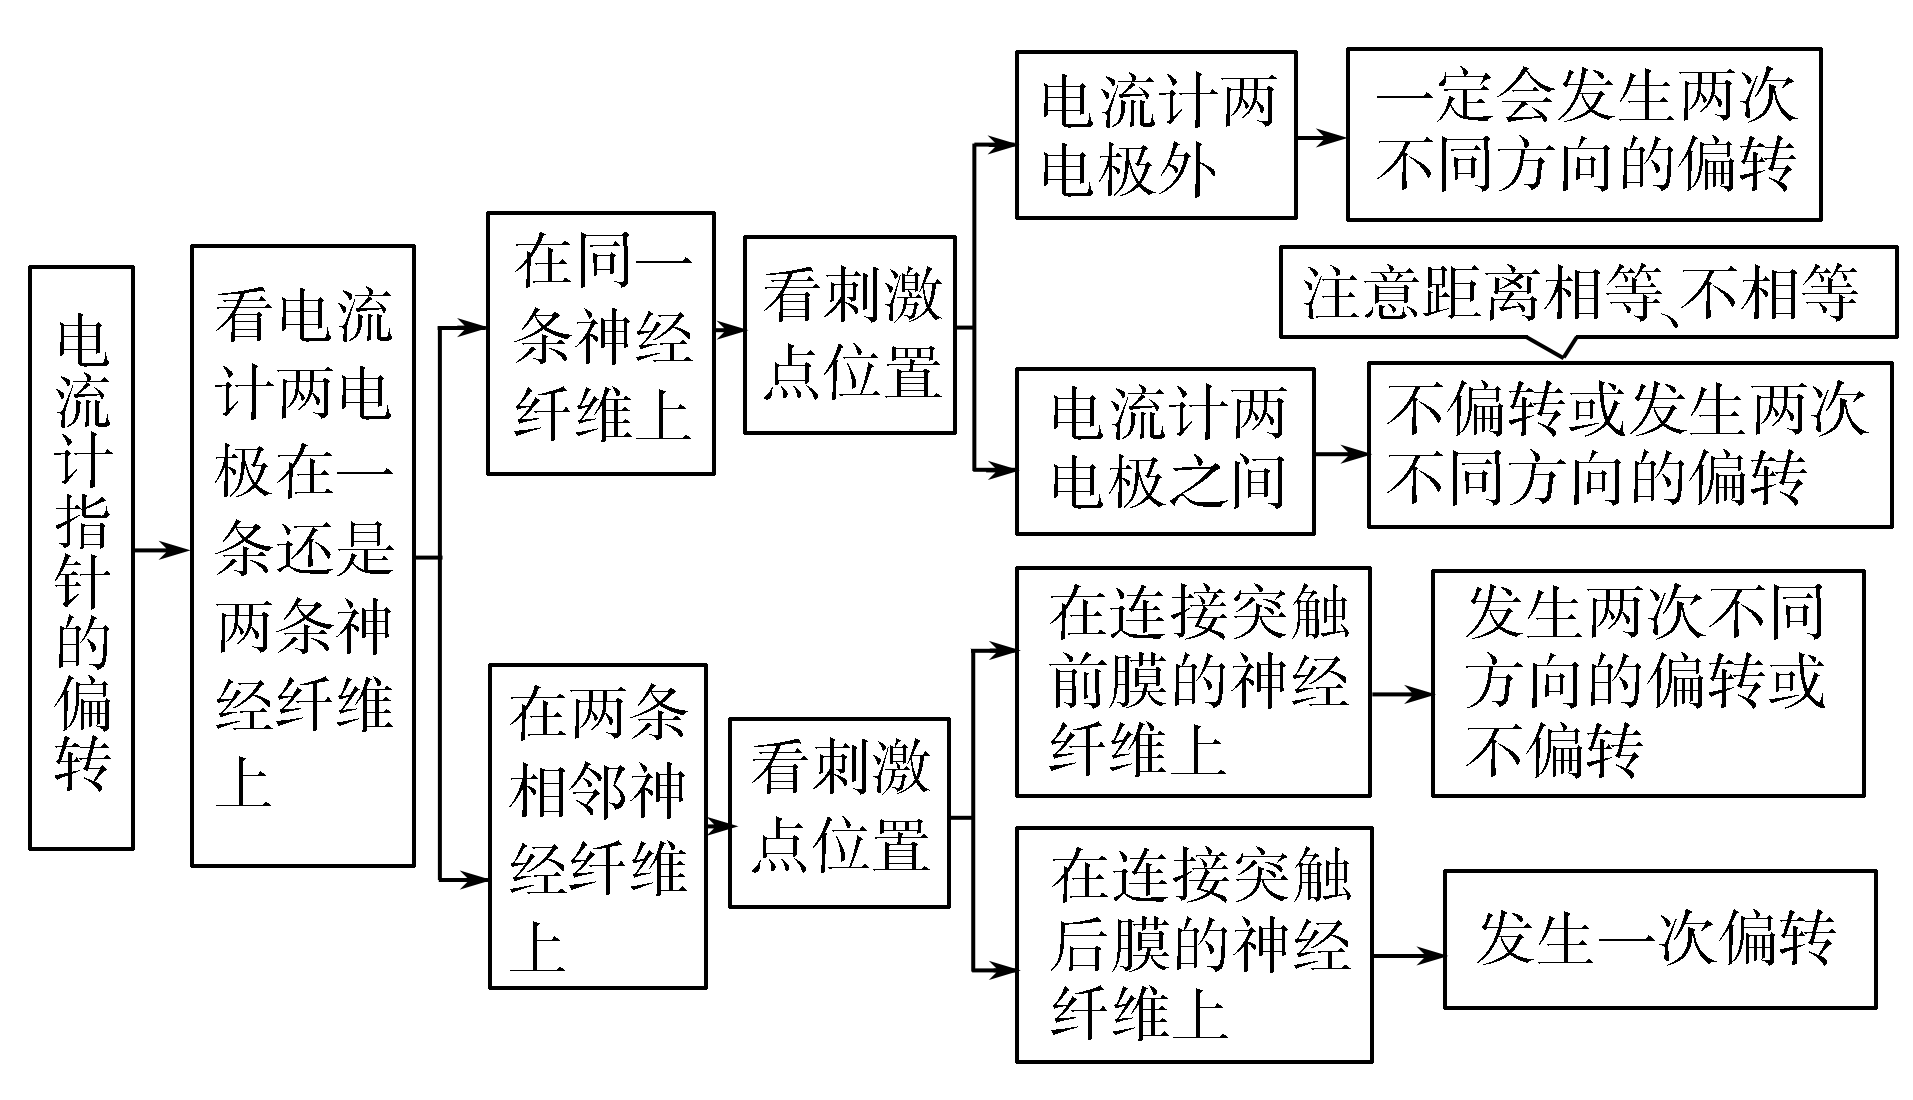 电流计指针的偏转
看电流
计两电
极在一
条还是
两条神
经纤维
上
在同一
条神经
纤维上
看刺激
点位置
电流计两
电极外
一定会发生两次
不同方向的偏转
电流计两
电极之间
注意距离相等、不相等
不偏转或发生两次
不同方向的偏转
在两条
相邻神
经纤维
上
看刺激
点位置
在连接突触
前膜的神经
纤维上
发生两次不同
方向的偏转或
不偏转
在连接突触
后膜的神经
纤维上
发生一次偏转